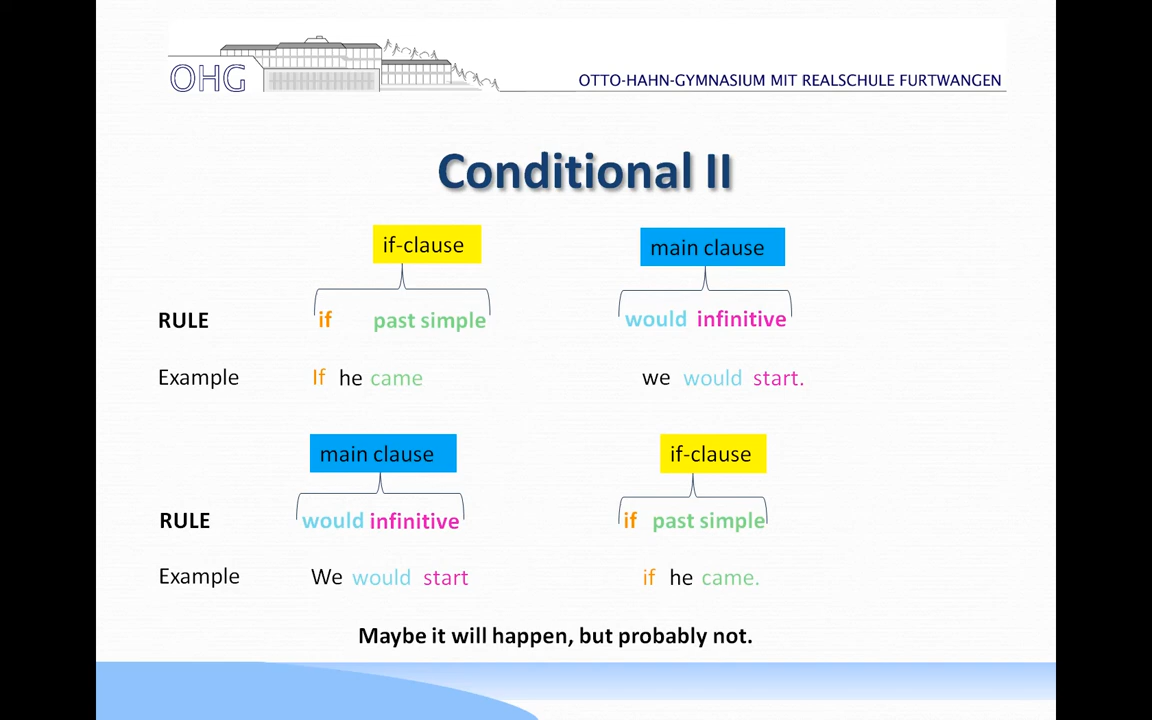 OHG
OTTO-HAHN-GYMNASIUM MIT REALSCHULE FURTWANGEN
Conditional II
if-clause main clause
RULE if past simple would infinitive
Example If he came we would start.
main clause if-clause
RULE would infinitive if past simple
Example We would start if he came.
Maybe it will happen, but probably not.